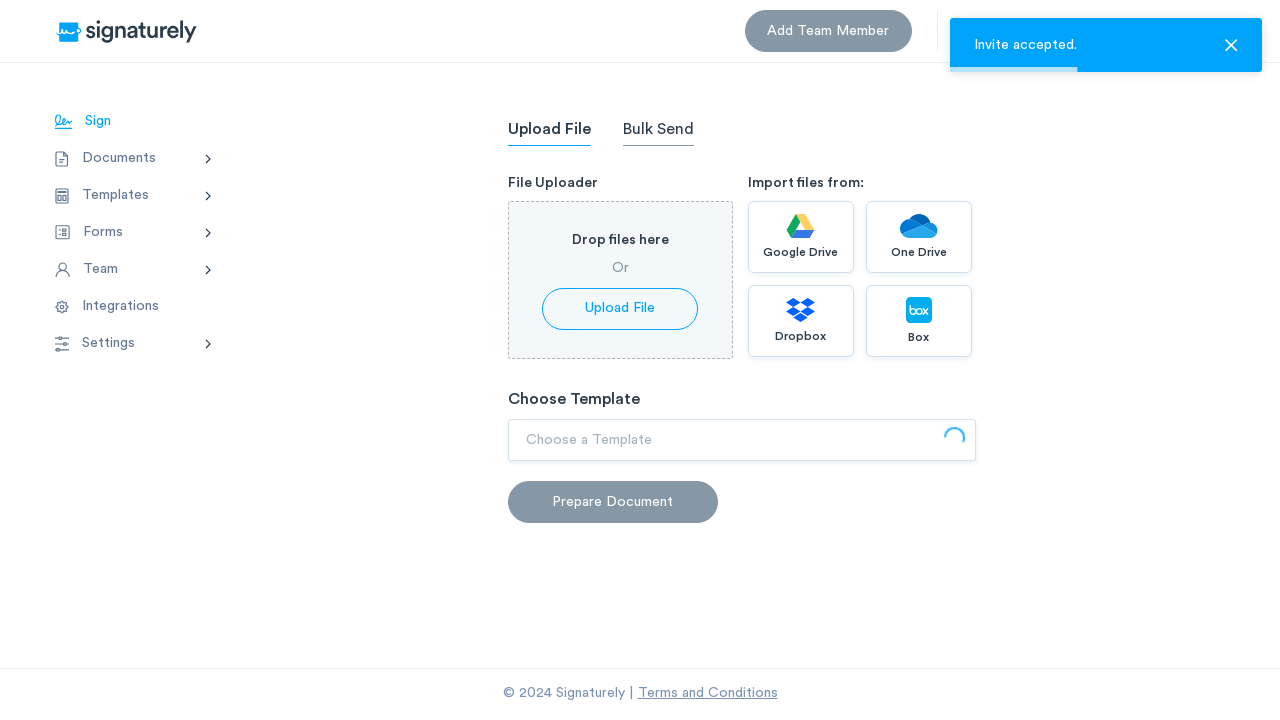 signaturely
Add Team Member
Invite accepted.
Sign
Documents
Templates
Forms
Team
Integrations
Settings
Upload File
Bulk Send
File Uploader
Drop files here
Or
Upload File
Import files from:
Google Drive
One Drive
Dropbox
box
Box
Choose Template
Choose a Template
Prepare Document
© 2024 Signaturely | Terms and Conditions